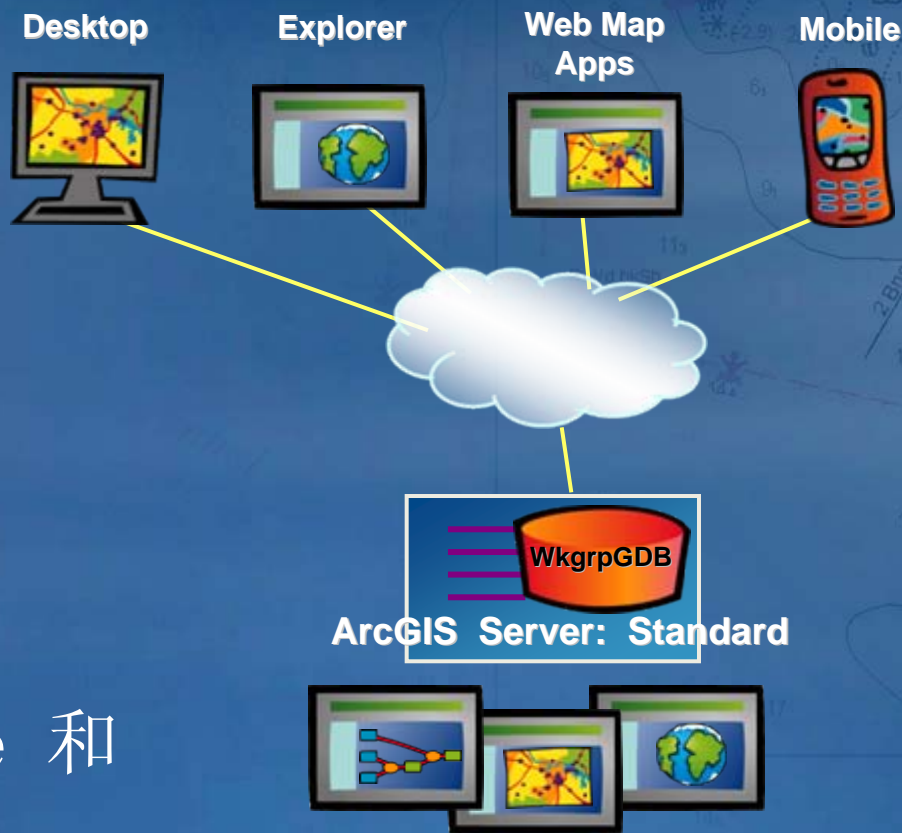 Desktop
Explorer
Web Map
Apps
Mobile
WkgrpGDB
ArcGIS Server: Standard
e 和